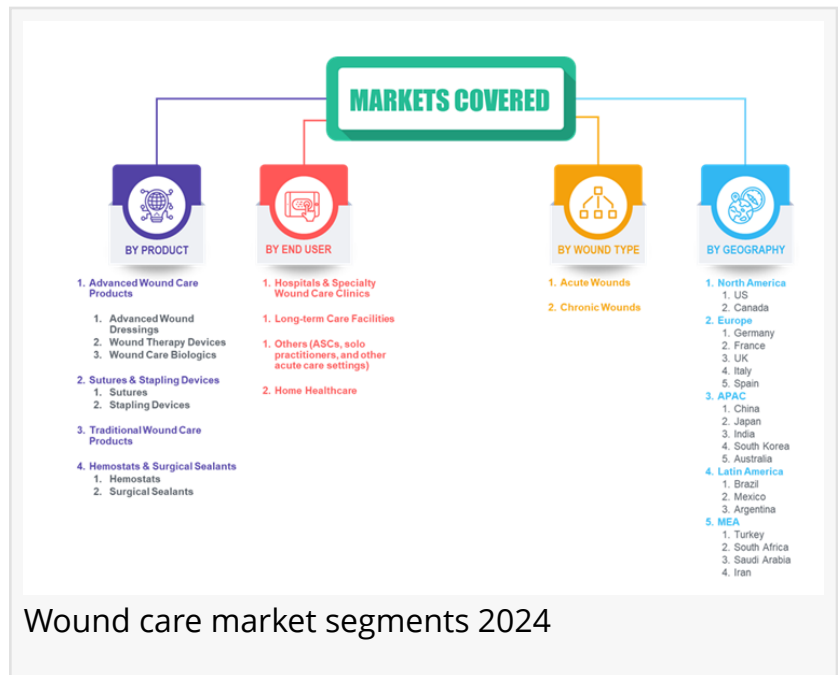 MARKETS COVERED
BY PRODUCT
1. Advanced Wound Care
Products
1. Advanced Wound
Dressings
2. Wound Therapy Devices
3. Wound Care Biologics
2. Sutures & Stapling Devices
1. Sutures
2. Stapling Devices
3. Traditional Wound Care
Products
4. Hemostats & Surgical Sealants
1. Hemostats
2. Surgical Sealants
BY END USER
1. Hospitals & Specialty
Wound Care Clinics
1. Long-term Care Facilities
1. Others (ASCs, solo
practitioners, and other
acute care settings)
2. Home Healthcare
BY WOUND TYPE
1. Acute Wounds
2. Chronic Wounds
BY GEOGRAPHY
1. North America
1. US
2. Canada
2. Europe
1. Germany
2. France
3. UK
4. Italy
5. Spain
3. APAC
1. China
2. Japan
3. India
4. South Korea
5. Australia
4. Latin America
1. Brazil
2. Mexico
3. Argentina
5. MEA
1. Turkey
2. South Africa
3. Saudi Arabia
4. Iran
Wound care market segments 2024